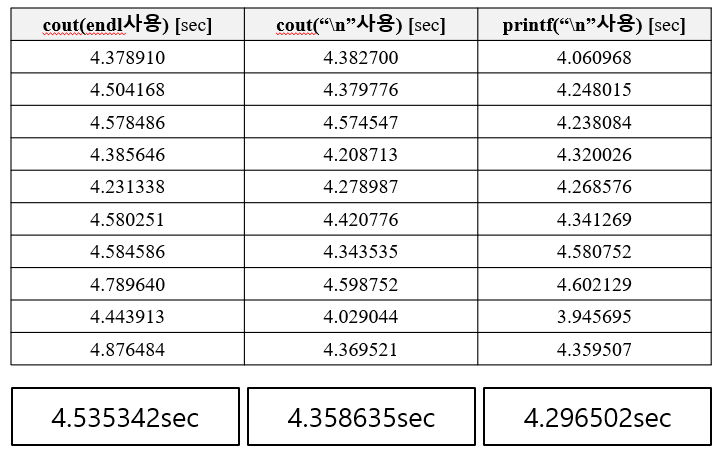 cout(endl사용) [sec] cout(“\n”사용) [sec] printf(“\n”사용) [sec]
4.378910 4.382700 4.060968
4.504168 4.379776 4.248015
4.578486 4.574547 4.238084
4.385646 4.208713 4.320026
4.231338 4.278987 4.268576
4.580251 4.420776 4.341269
4.584586 4.343535 4.580752
4.789640 4.598752 4.602129
4.443913 4.029044 3.945695
4.876484 4.369521 4.359507
4.535342sec 4.358635sec 4.296502sec